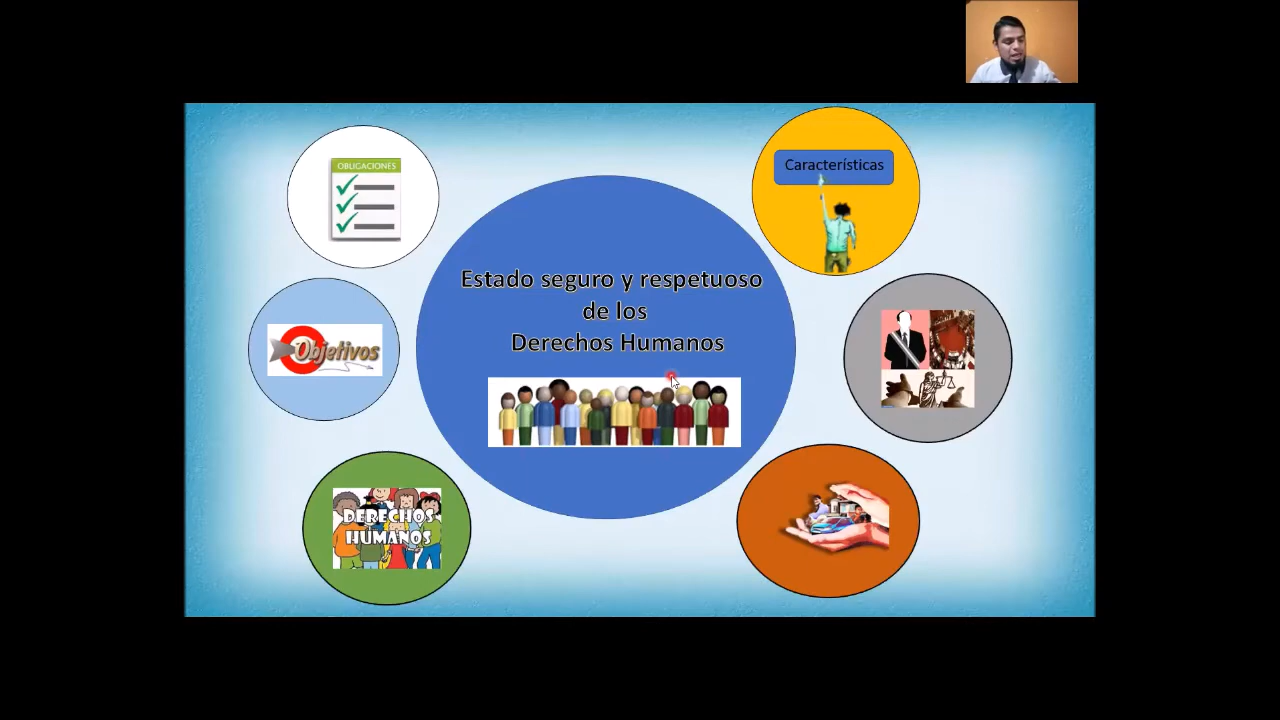 OBLIGACIONES
Características
Estado seguro y respetuoso
de los
Derechos Humanos
Objetivos
DERECHOS
HUMANOS